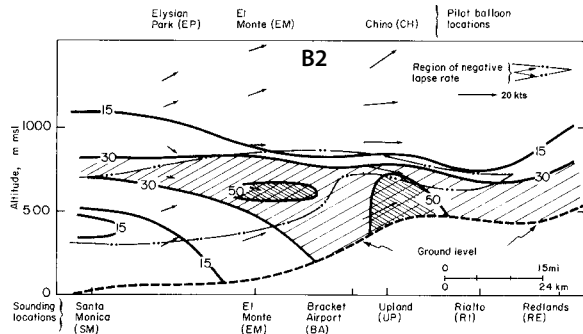 Elysian
Park (EP)
El
Monte (EM)
Chino (CH)
Pilot balloon
locations
B2
Region of negative
lapse rate
20 kts
15
15
30
30
30
50
50
15
15
1000
500
0
Altitude, m msl
Ground level
0 15mi
0 24 km
Sounding
locations
Santa
Monica
(SM)
El
Monte
(EM)
Bracket
Airport
(BA)
Upland
(UP)
Rialto
(RI)
Redlands
(RE)